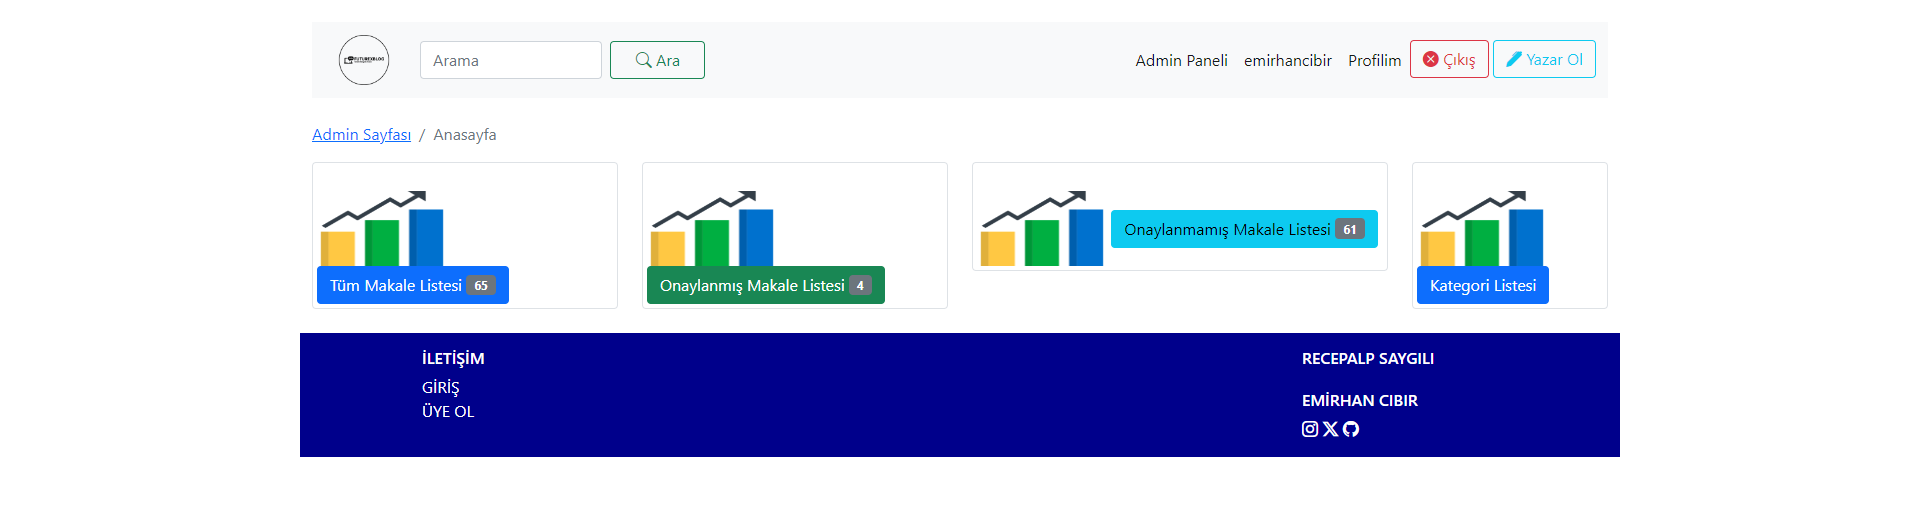 FUTUREXBLOG
Arama
Ara
Admin Paneli
emirhancibir
Profilim
Çıkış
Yazar Ol
Admin Sayfası / Anasayfa
Tüm Makale Listesi 65
Onaylanmış Makale Listesi 4
Onaylanmamış Makale Listesi 61
Kategori Listesi
İLETİŞİM
GİRİŞ
ÜYE OL
RECEPALP SAYGILI
EMİRHAN CIBIR